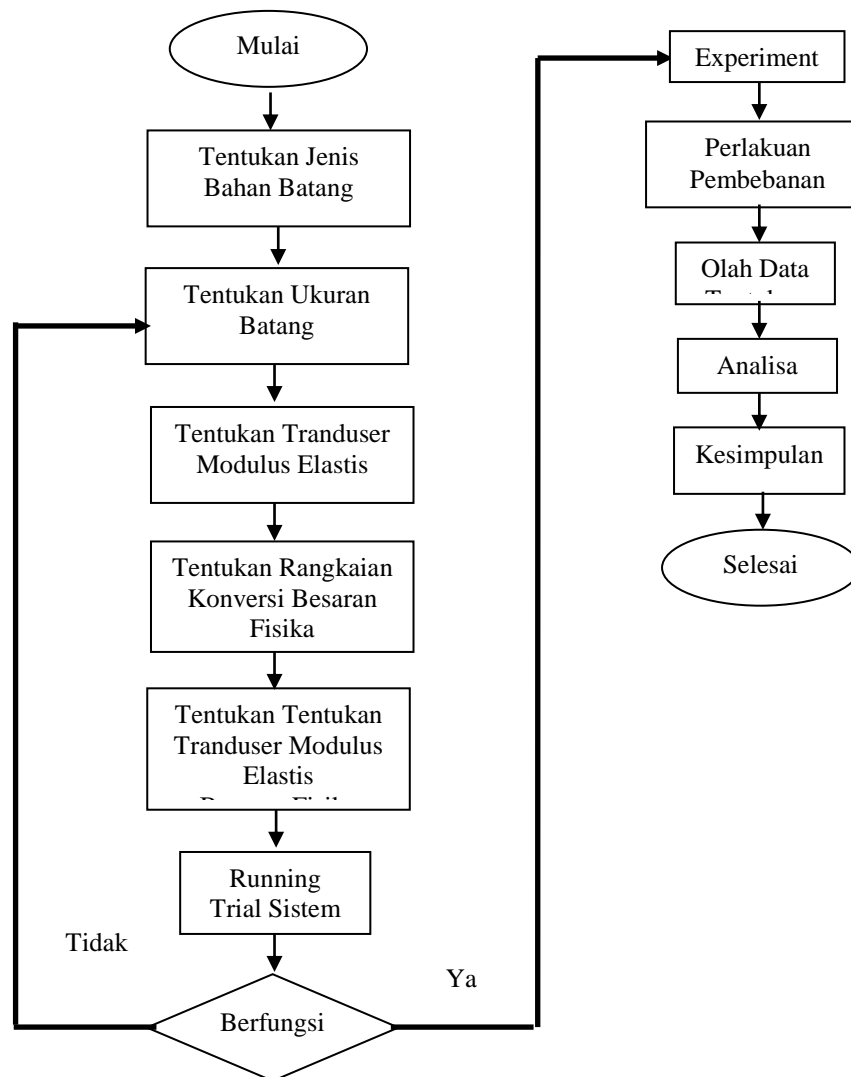 Mulai
Tentukan Jenis
Bahan Batang
Tentukan Ukuran
Batang
Tentukan Tranduser
Modulus Elastis
Tentukan Rangkaian
Konversi Besaran
Fisika
Tentukan Tentukan
Tranduser Modulus
Elastis
Running
Trial Sistem
Tidak
Berfungsi
Ya
Experiment
Perlakuan
Pembebanan
Olah Data
Analisa
Kesimpulan
Selesai